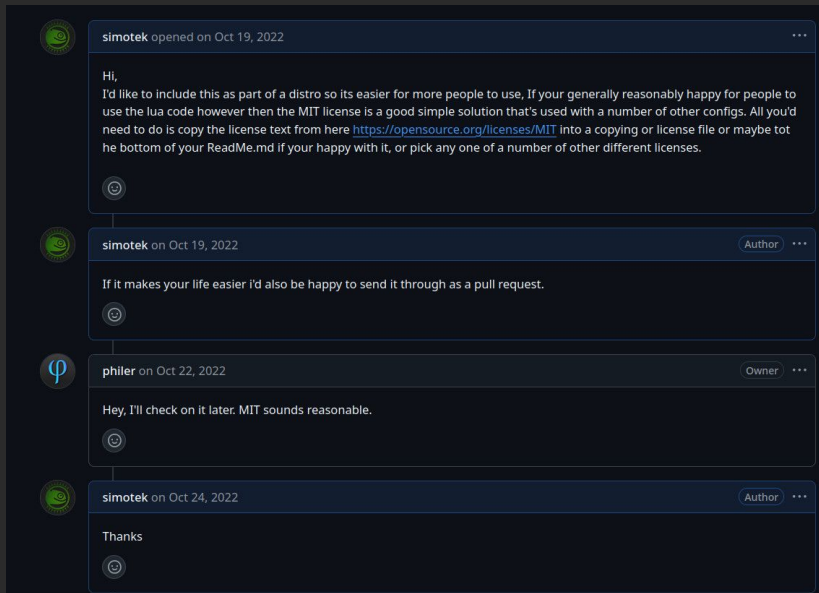 simotek opened on Oct 19, 2022
Hi,
I'd like to include this as part of a distro so its easier for more people to use, If your generally reasonably happy for people to
use the lua code however then the MIT license is a good simple solution that's used with a number of other configs. All you'd
need to do is copy the license text from here https://opensource.org/licenses/MIT into a copying or license file or maybe tot
he bottom of your ReadMe.md if your happy with it, or pick any one of a number of other different licenses.
simotek on Oct 19, 2022 Author
If it makes your life easier i'd also be happy to send it through as a pull request.
philer on Oct 22, 2022 Owner
Hey, I'll check on it later. MIT sounds reasonable.
simotek on Oct 24, 2022 Author
Thanks